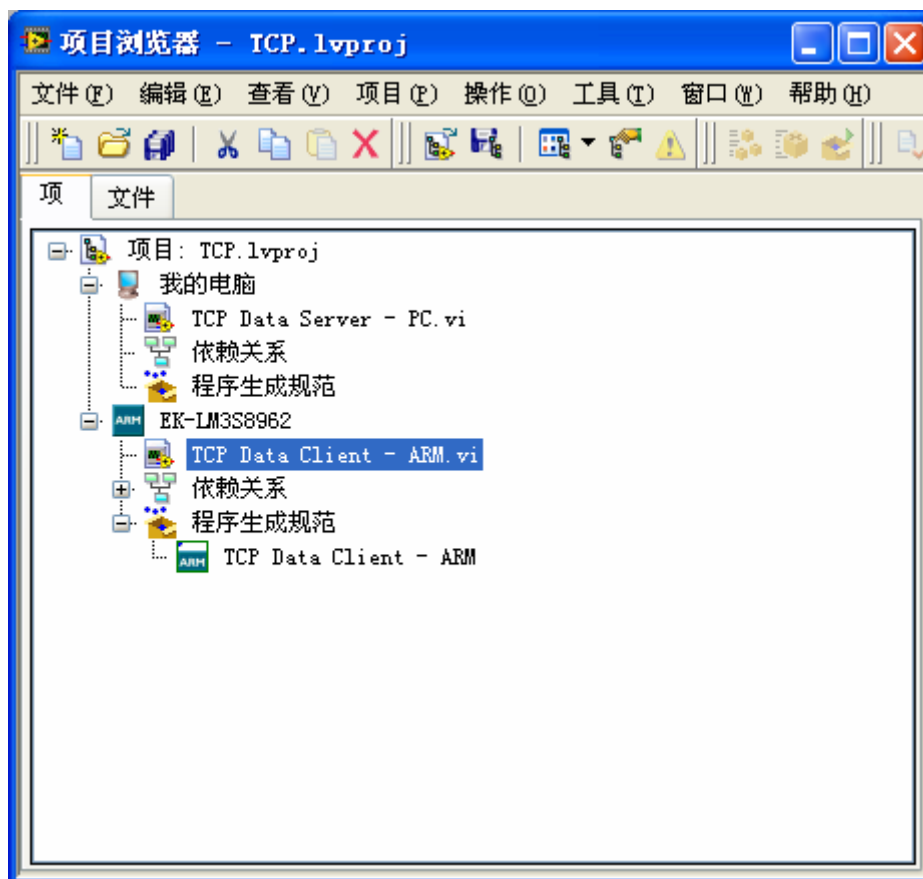 项目浏览器 - TCP.lvproj
文件(F) 编辑(E) 查看(V) 项目(P) 操作(O) 工具(T) 窗口(W) 帮助(H)
项 文件
项目: TCP.lvproj
我的电脑
TCP Data Server - PC.vi
依赖关系
程序生成规范
ARM EK-LM3S8962
TCP Data Client - ARM.vi
依赖关系
程序生成规范
ARM TCP Data Client - ARM